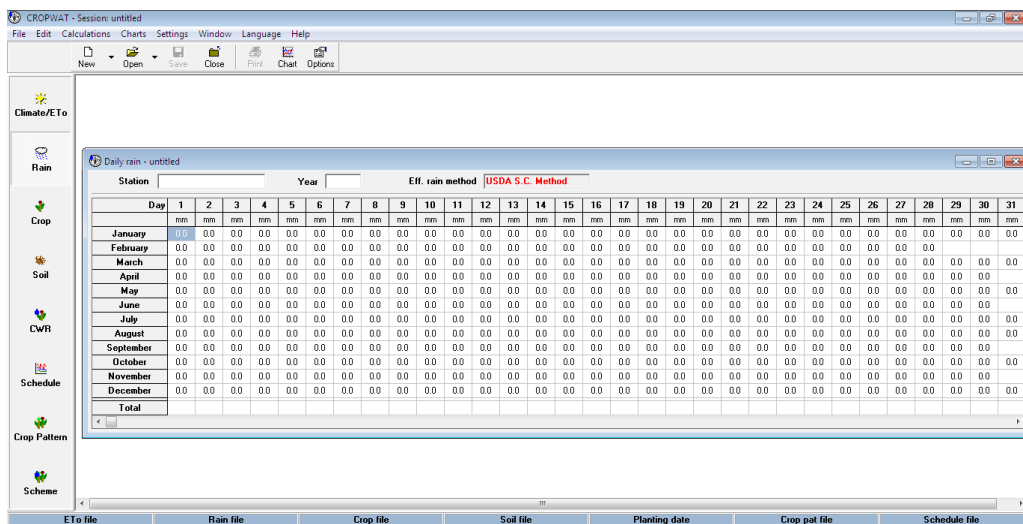 CROPWAT - Session: untitled
File Edit Calculations Charts Settings Window Language Help
New Open Save Close Print Chart Options
Climate/ETo
Rain
Crop
Soil
CWR
Schedule
Crop Pattern
Scheme
Daily rain - untitled
Station Year Eff. rain method USDA S.C. Method
Day 1 2 3 4 5 6 7 8 9 10 11 12 13 14 15 16 17 18 19 20 21 22 23 24 25 26 27 28 29 30 31
mm mm mm mm mm mm mm mm mm mm mm mm mm mm mm mm mm mm mm mm mm mm mm mm mm mm mm mm mm mm mm
January 0.0 0.0 0.0 0.0 0.0 0.0 0.0 0.0 0.0 0.0 0.0 0.0 0.0 0.0 0.0 0.0 0.0 0.0 0.0 0.0 0.0 0.0 0.0 0.0 0.0 0.0 0.0 0.0 0.0 0.0 0.0
February 0.0 0.0 0.0 0.0 0.0 0.0 0.0 0.0 0.0 0.0 0.0 0.0 0.0 0.0 0.0 0.0 0.0 0.0 0.0 0.0 0.0 0.0 0.0 0.0 0.0 0.0 0.0 0.0
March 0.0 0.0 0.0 0.0 0.0 0.0 0.0 0.0 0.0 0.0 0.0 0.0 0.0 0.0 0.0 0.0 0.0 0.0 0.0 0.0 0.0 0.0 0.0 0.0 0.0 0.0 0.0 0.0 0.0 0.0 0.0
April 0.0 0.0 0.0 0.0 0.0 0.0 0.0 0.0 0.0 0.0 0.0 0.0 0.0 0.0 0.0 0.0 0.0 0.0 0.0 0.0 0.0 0.0 0.0 0.0 0.0 0.0 0.0 0.0 0.0 0.0
May 0.0 0.0 0.0 0.0 0.0 0.0 0.0 0.0 0.0 0.0 0.0 0.0 0.0 0.0 0.0 0.0 0.0 0.0 0.0 0.0 0.0 0.0 0.0 0.0 0.0 0.0 0.0 0.0 0.0 0.0 0.0
June 0.0 0.0 0.0 0.0 0.0 0.0 0.0 0.0 0.0 0.0 0.0 0.0 0.0 0.0 0.0 0.0 0.0 0.0 0.0 0.0 0.0 0.0 0.0 0.0 0.0 0.0 0.0 0.0 0.0 0.0
July 0.0 0.0 0.0 0.0 0.0 0.0 0.0 0.0 0.0 0.0 0.0 0.0 0.0 0.0 0.0 0.0 0.0 0.0 0.0 0.0 0.0 0.0 0.0 0.0 0.0 0.0 0.0 0.0 0.0 0.0 0.0
August 0.0 0.0 0.0 0.0 0.0 0.0 0.0 0.0 0.0 0.0 0.0 0.0 0.0 0.0 0.0 0.0 0.0 0.0 0.0 0.0 0.0 0.0 0.0 0.0 0.0 0.0 0.0 0.0 0.0 0.0 0.0
September 0.0 0.0 0.0 0.0 0.0 0.0 0.0 0.0 0.0 0.0 0.0 0.0 0.0 0.0 0.0 0.0 0.0 0.0 0.0 0.0 0.0 0.0 0.0 0.0 0.0 0.0 0.0 0.0 0.0 0.0
October 0.0 0.0 0.0 0.0 0.0 0.0 0.0 0.0 0.0 0.0 0.0 0.0 0.0 0.0 0.0 0.0 0.0 0.0 0.0 0.0 0.0 0.0 0.0 0.0 0.0 0.0 0.0 0.0 0.0 0.0 0.0
November 0.0 0.0 0.0 0.0 0.0 0.0 0.0 0.0 0.0 0.0 0.0 0.0 0.0 0.0 0.0 0.0 0.0 0.0 0.0 0.0 0.0 0.0 0.0 0.0 0.0 0.0 0.0 0.0 0.0 0.0
December 0.0 0.0 0.0 0.0 0.0 0.0 0.0 0.0 0.0 0.0 0.0 0.0 0.0 0.0 0.0 0.0 0.0 0.0 0.0 0.0 0.0 0.0 0.0 0.0 0.0 0.0 0.0 0.0 0.0 0.0 0.0
Total
ETo file Rain file Crop file Soil file Planting date Crop pat file Schedule file